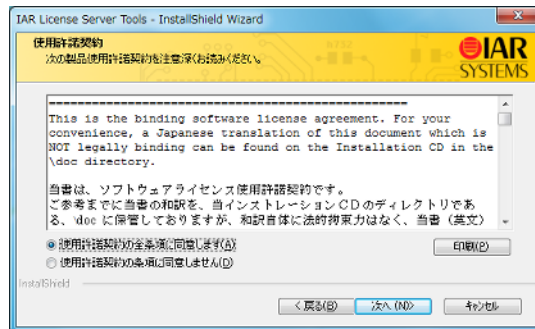 IAR License Server Tools - InstallShield Wizard
使用許諾契約
次の製品使用許諾契約を注意深くお読みください。
IAR
SYSTEMS
==================================================
This is the binding software license agreement. For your
convenience, a Japanese translation of this document which is
NOT legally binding can be found on the Installation CD in the
\doc directory.
当書は、ソフトウェアライセンス使用許諾契約です。
ご参考までに当書の和訳を、当インストレーションCDのディレクトリであ
る、\doc に保管しておりますが、和訳自体に法的拘束力はなく、当書（英文）
使用許諾契約の全条項に同意します(A)
印刷(P)
使用許諾契約の条項に同意しません(D)
InstallShield
< 戻る(B)
次へ(N)>
キャンセル